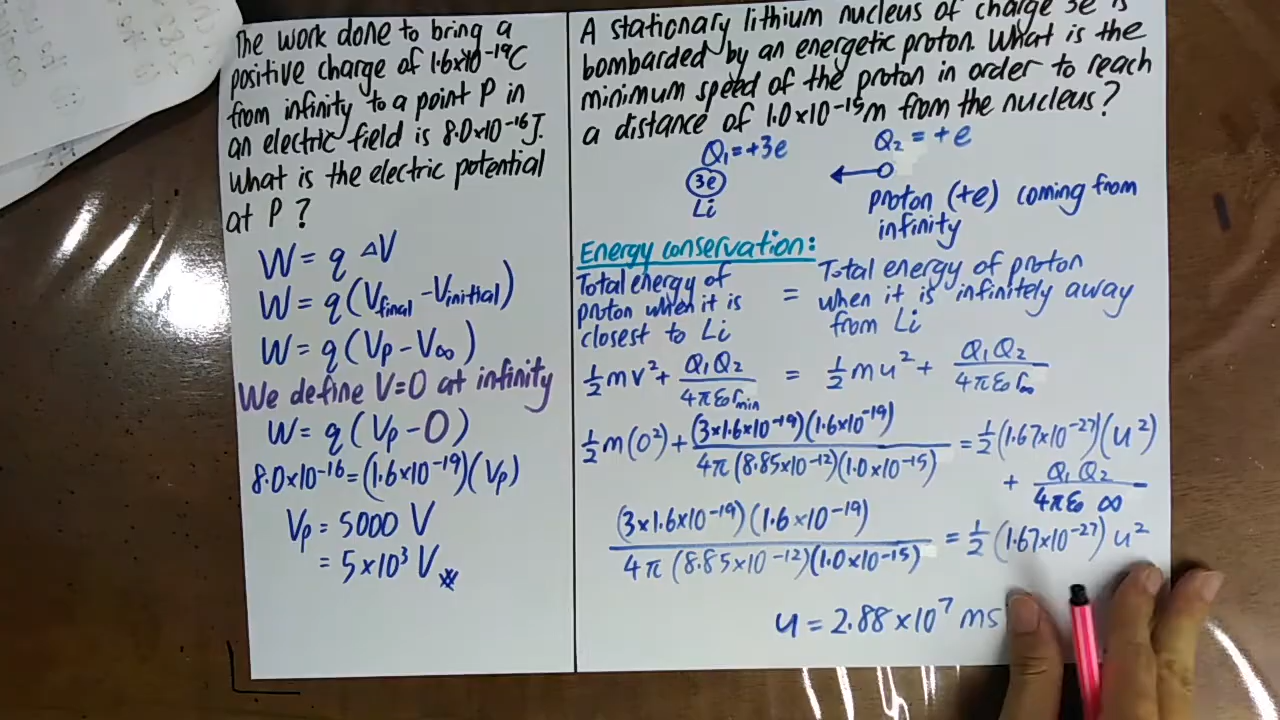 The work done to bring a
positive charge of 1.6×10⁻¹⁹C
from infinity to a point P in
an electric field is 8.0×10⁻¹⁶J.
What is the electric potential
at P?
W = q ΔV
W = q(Vfinal - Vinitial)
W = q(Vp - V∞)
We define V=0 at infinity
W = q(Vp - 0)
8.0×10⁻¹⁶ = (1.6×10⁻¹⁹)(Vp)
Vp = 5000 V
= 5×10³ V
A stationary lithium nucleus of charge 3e is
bombarded by an energetic proton. What is the
minimum speed of the proton in order to reach
a distance of 1.0×10⁻¹⁵m from the nucleus?
Q₁=+3e
Q₂ = +e
3e
Li
proton (+e) coming from
infinity
Energy conservation:
Total energy of
proton when it is
closest to Li
=
Total energy of proton
when it is infinitely away
from Li
½mv² + Q₁Q₂/4πε₀rmin = ½mu² + Q₁Q₂/4πε₀r∞
½m(0²) + (3×1.6×10⁻¹⁹)(1.6×10⁻¹⁹)/4π(8.85×10⁻¹²)(1.0×10⁻¹⁵) = ½(1.67×10⁻²⁷)(u²)
+ Q₁Q₂/4πε₀ ∞
(3×1.6×10⁻¹⁹)(1.6×10⁻¹⁹)/4π(8.85×10⁻¹²)(1.0×10⁻¹⁵) = ½(1.67×10⁻²⁷)u²
u = 2.88×10⁷ ms